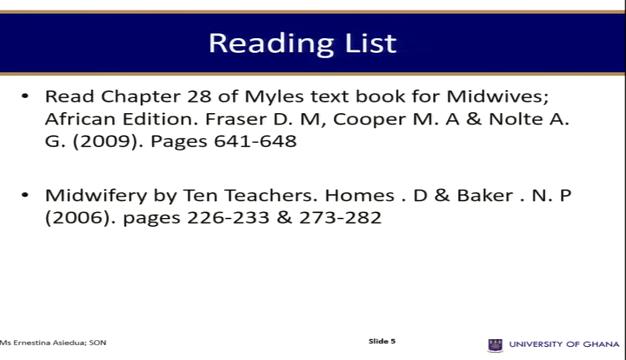 Reading List
• Read Chapter 28 of Myles text book for Midwives;
African Edition. Fraser D. M, Cooper M. A & Nolte A.
G. (2009). Pages 641-648
• Midwifery by Ten Teachers. Homes . D & Baker . N. P
(2006). pages 226-233 & 273-282
Ms Ernestina Asiedua; SON
Slide 5
UNIVERSITY OF GHANA